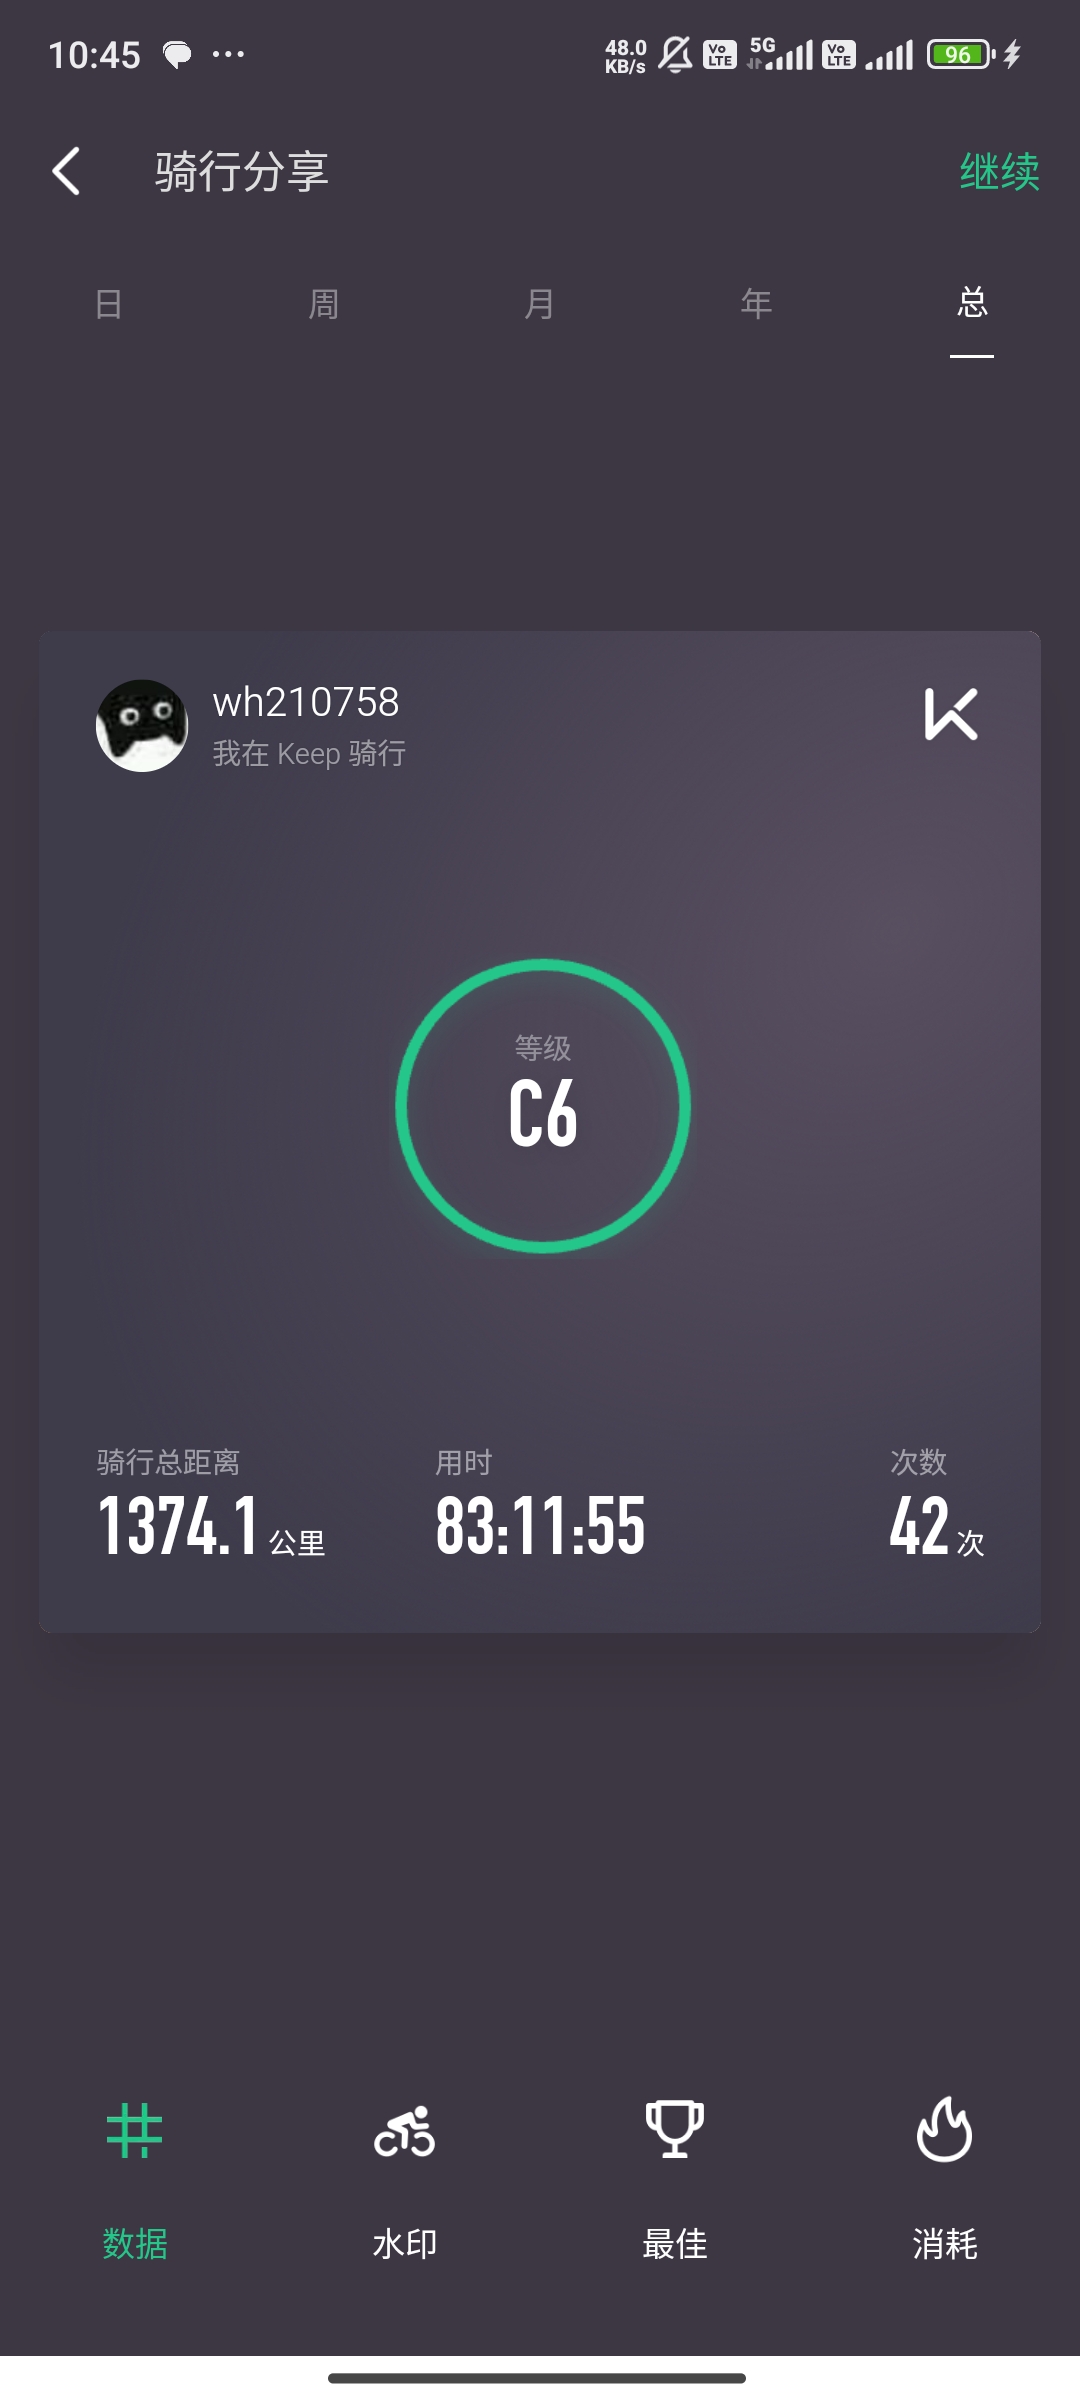 10:45
48.0
KB/s
Vo
LTE
5G
Vo
LTE
96
骑行分享
继续
日
周
月
年
总
wh210758
我在 Keep 骑行
等级
C6
骑行总距离
用时
次数
1374.1 公里
83:11:55
42 次
数据
水印
最佳
消耗